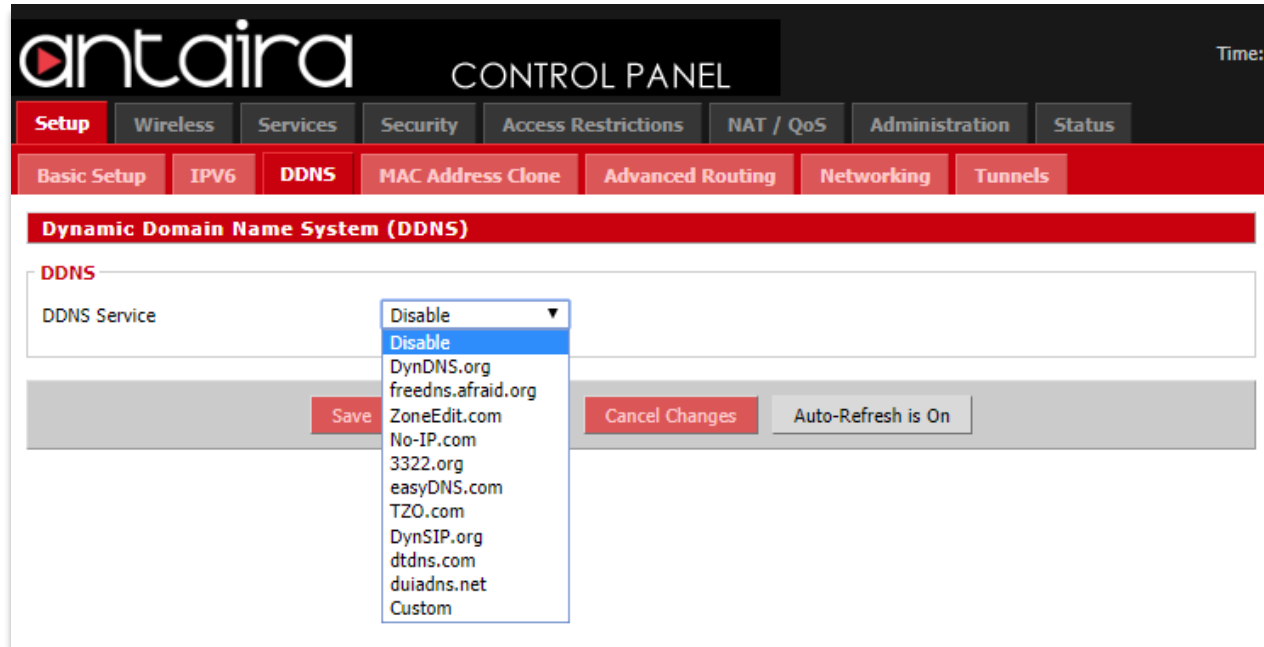 antaira CONTROL PANEL
Time:
Setup Wireless Services Security Access Restrictions NAT / QoS Administration Status
Basic Setup IPV6 DDNS MAC Address Clone Advanced Routing Networking Tunnels
Dynamic Domain Name System (DDNS)
DDNS
DDNS Service Disable
Disable
DynDNS.org
freedns.afraid.org
Save ZoneEdit.com Cancel Changes Auto-Refresh is On
No-IP.com
3322.org
easyDNS.com
TZO.com
DynSIP.org
dtdns.com
duiadns.net
Custom